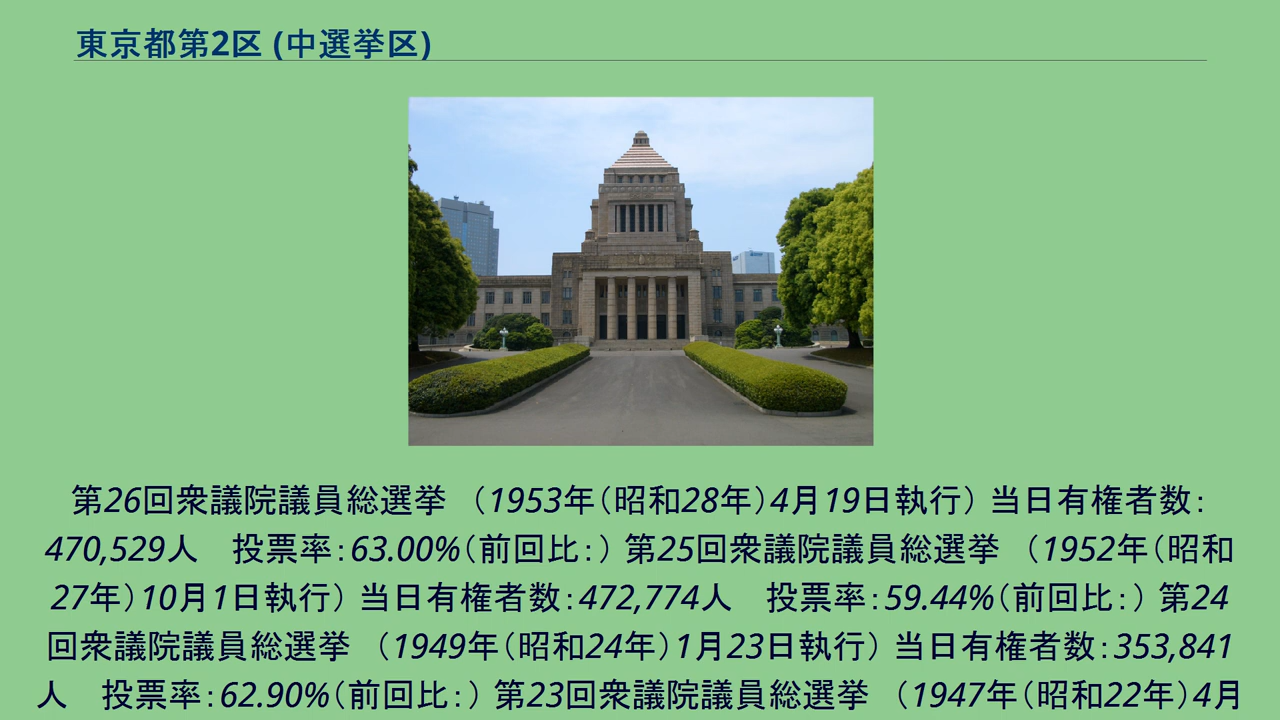 東京都第2区 (中選挙区)
第26回衆議院議員総選挙　（1953年（昭和28年）4月19日執行） 当日有権者数：
470,529人　投票率：63.00%（前回比：） 第25回衆議院議員総選挙　（1952年（昭和
27年）10月1日執行） 当日有権者数：472,774人　投票率：59.44%（前回比：） 第24
回衆議院議員総選挙　（1949年（昭和24年）1月23日執行） 当日有権者数：353,841
人　投票率：62.90%（前回比：） 第23回衆議院議員総選挙　（1947年（昭和22年）4月